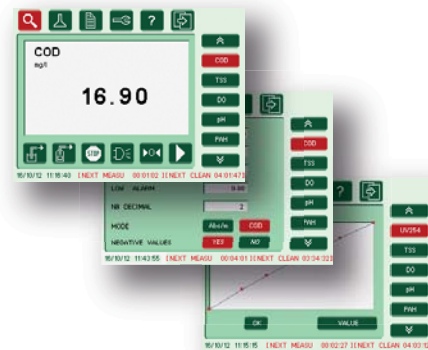 ?
COD
mg/l
16.90
COD
TSS
DO
pH
PAH
STOP
16/10/12 11:18:40 [NEXT MEASU 00:01:02 ][NEXT CLEAN 04:01:47]
COD
TSS
DO
pH
PAH
LOW ALARM 0.00
NB DECIMAL 2
MODE Abs/m COD
NEGATIVE VALUES YES NO
16/10/12 11:43:55 [NEXT MEASU 00:04:01 ][NEXT CLEAN 03:34:32]
?
UV254
TSS
DO
pH
PAH
OK VALUE
16/10/12 11:15:15 [NEXT MEASU 00:02:27 ][NEXT CLEAN 04:03:12